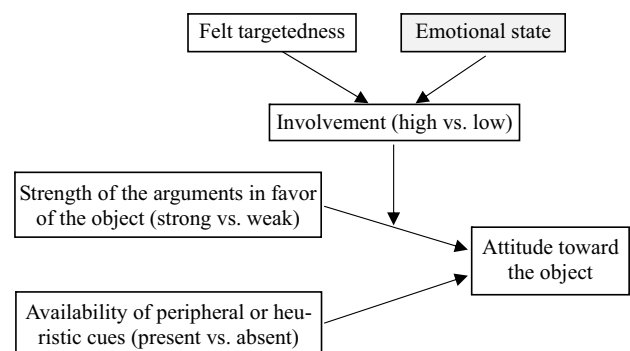 Felt targetedness
Emotional state
Involvement (high vs. low)
Strength of the arguments in favor
of the object (strong vs. weak)
Attitude toward
the object
Availability of peripheral or heu-
ristic cues (present vs. absent)